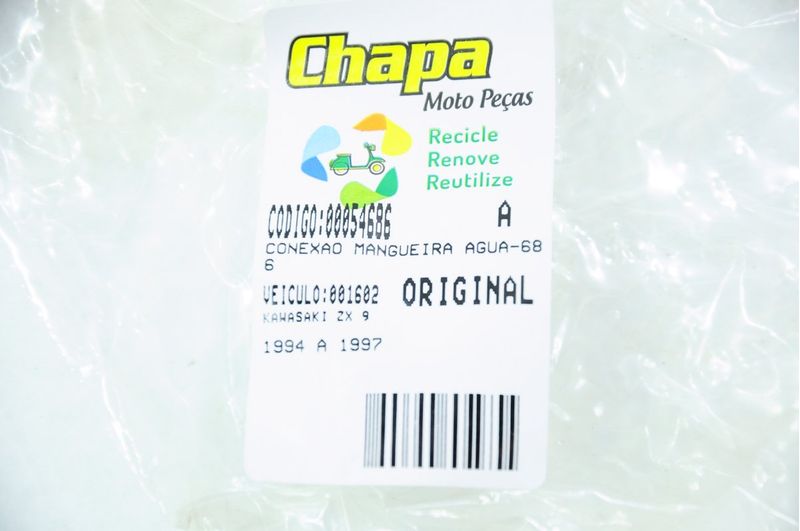 Chapa
Moto Peças
Recicle
Renove
Reutilize
CODIGO:00054686 A
CONEXAO MANGUEIRA AGUA-68
6
VEICULO:001602 ORIGINAL
KAWASAKI ZX 9
1994 A 1997